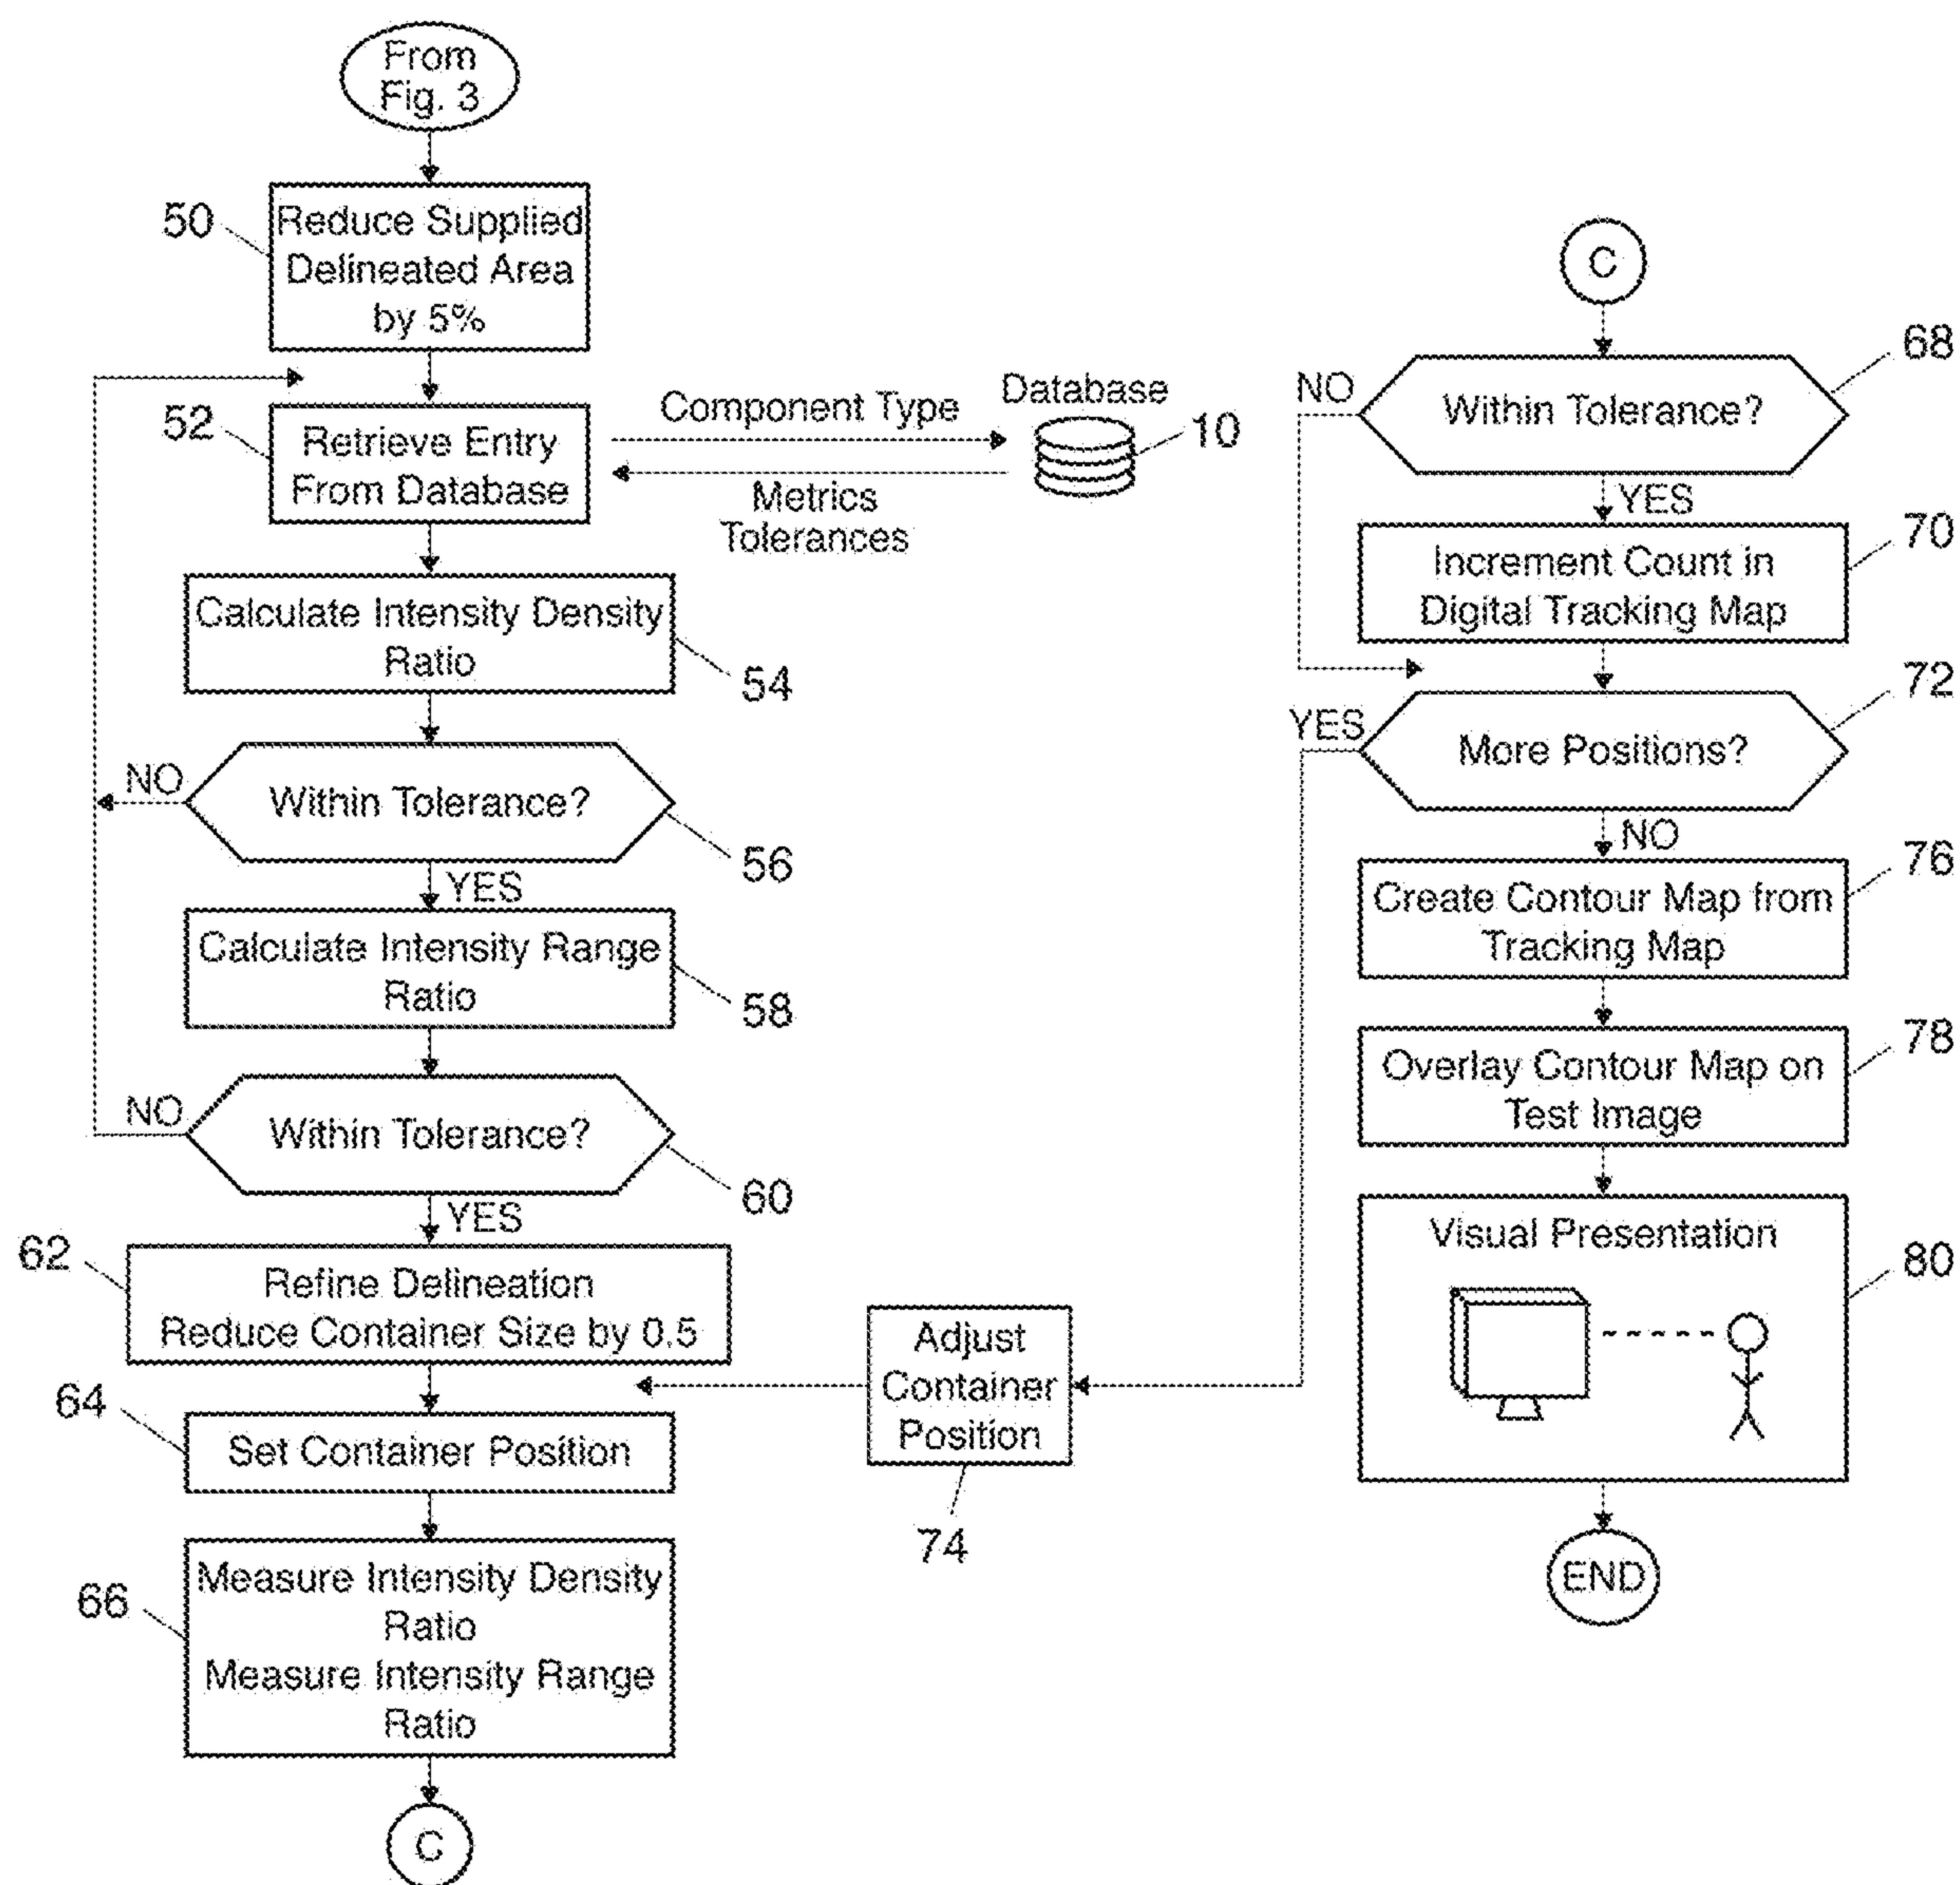 From
Fig. 3
50
Reduce Supplied
Delineated Area
by 5%
52
Retrieve Entry
From Database
Component Type
Metrics
Tolerances
Database
10
Calculate Intensity Density
Ratio
54
NO
Within Tolerance?
56
YES
Calculate Intensity Range
Ratio
58
NO
Within Tolerance?
60
YES
62
Refine Delineation
Reduce Container Size by 0.5
64
Set Container Position
66
Measure Intensity Density
Ratio
Measure Intensity Range
Ratio
C
Adjust
Container
Position
74
C
68
NO
Within Tolerance?
YES
70
Increment Count in
Digital Tracking Map
72
YES
More Positions?
NO
76
Create Contour Map from
Tracking Map
78
Overlay Contour Map on
Test Image
Visual Presentation
80
END